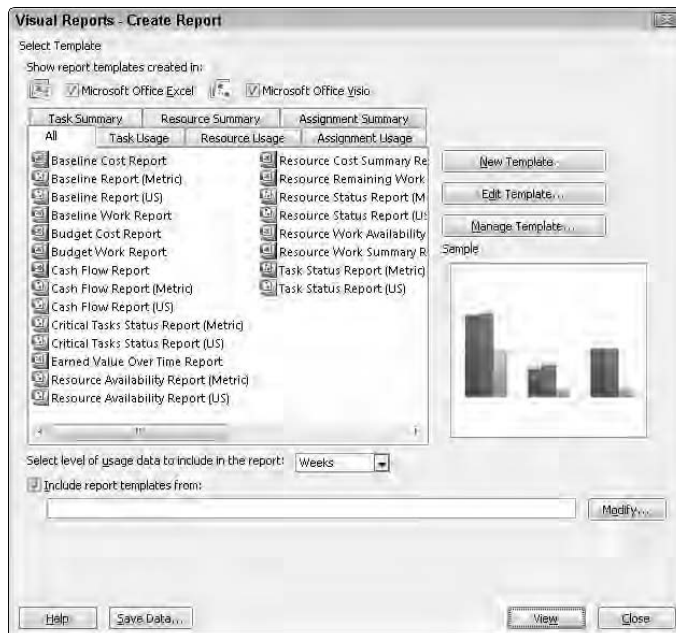 Visual Reports - Create Report
Select Template
Show report templates created in:
Microsoft Office Excel
Microsoft Office Visio
Task Summary
Resource Summary
Assignment Summary
All
Task Usage
Resource Usage
Assignment Usage
Baseline Cost Report
Baseline Report (Metric)
Baseline Report (US)
Baseline Work Report
Budget Cost Report
Budget Work Report
Cash Flow Report
Cash Flow Report (Metric)
Cash Flow Report (US)
Critical Tasks Status Report (Metric)
Critical Tasks Status Report (US)
Earned Value Over Time Report
Resource Availability Report (Metric)
Resource Availability Report (US)
Resource Cost Summary Re
Resource Remaining Work
Resource Status Report (M
Resource Status Report (U
Resource Work Availability
Resource Work Summary R
Task Status Report (Metric)
Task Status Report (US)
New Template...
Edit Template...
Manage Template...
Sample
Select level of usage data to include in the report:
Weeks
Include report templates from:
Modify...
Help
Save Data...
View
Close